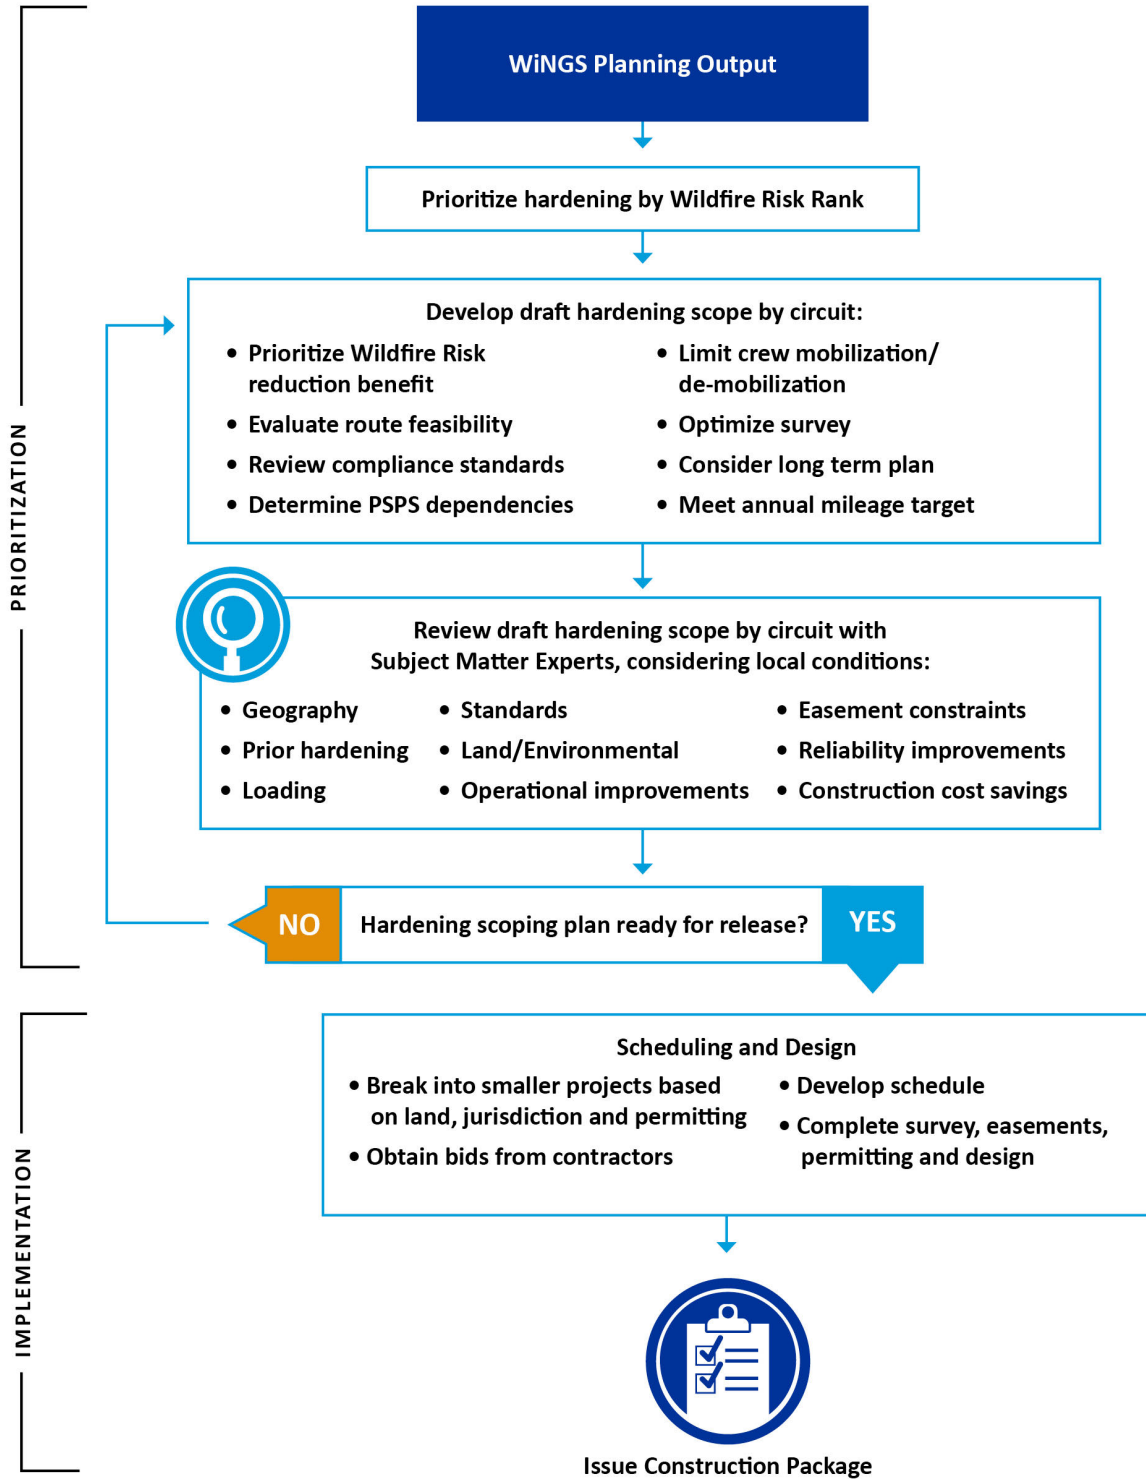 WiNGS Planning Output
Prioritize hardening by Wildfire Risk Rank
PRIORITIZATION
Develop draft hardening scope by circuit:
• Prioritize Wildfire Risk
reduction benefit
• Evaluate route feasibility
• Review compliance standards
• Determine PSPS dependencies
• Limit crew mobilization/
de-mobilization
• Optimize survey
• Consider long term plan
• Meet annual mileage target
Review draft hardening scope by circuit with
Subject Matter Experts, considering local conditions:
• Geography
• Prior hardening
• Loading
• Standards
• Land/Environmental
• Operational improvements
• Easement constraints
• Reliability improvements
• Construction cost savings
NO
Hardening scoping plan ready for release?
YES
IMPLEMENTATION
Scheduling and Design
• Break into smaller projects based
on land, jurisdiction and permitting
• Obtain bids from contractors
• Develop schedule
• Complete survey, easements,
permitting and design
Issue Construction Package